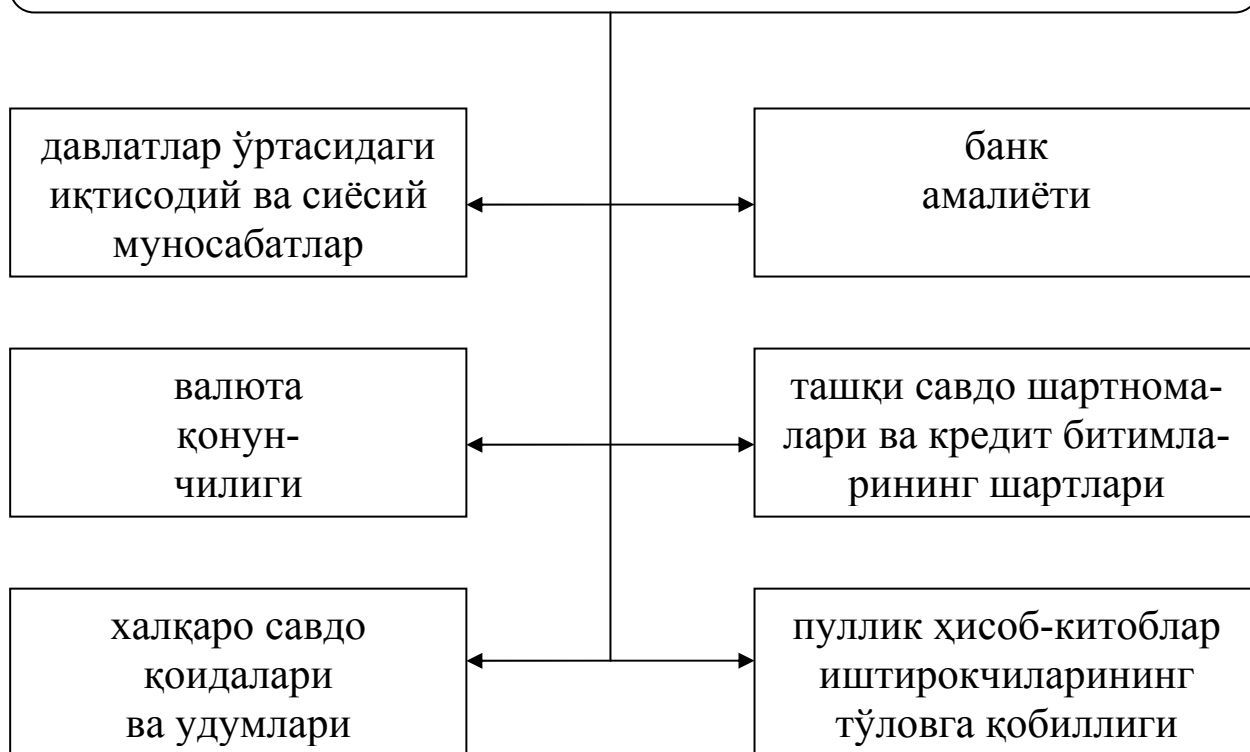 давлатлар ўртасидаги
иқтисодий ва сиёсий
муносабатлар
банк
амалиёти
валюта
қонун-
чилиги
ташқи савдо шартнома-
лари ва кредит битимла-
рининг шартлари
халқаро савдо
қоидалари
ва удумлари
пуллик ҳисоб-китоблар
иштирокчиларининг
тўловга қобиллиги